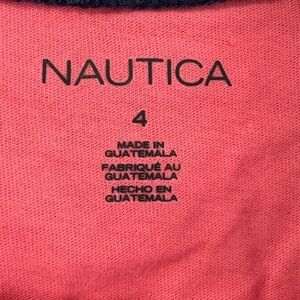 NAUTICA
4
MADE IN
GUATEMALA
FABRIQUÉ AU
GUATEMALA
HECHO EN
GUATEMALA